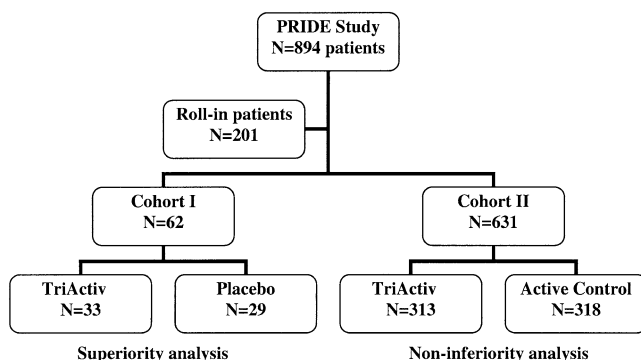 PRIDE Study
N=894 patients
Roll-in patients
N=201
Cohort I
N=62
Cohort II
N=631
TriActiv
N=33
Placebo
N=29
TriActiv
N=313
Active Control
N=318
Superiority analysis
Non-inferiority analysis